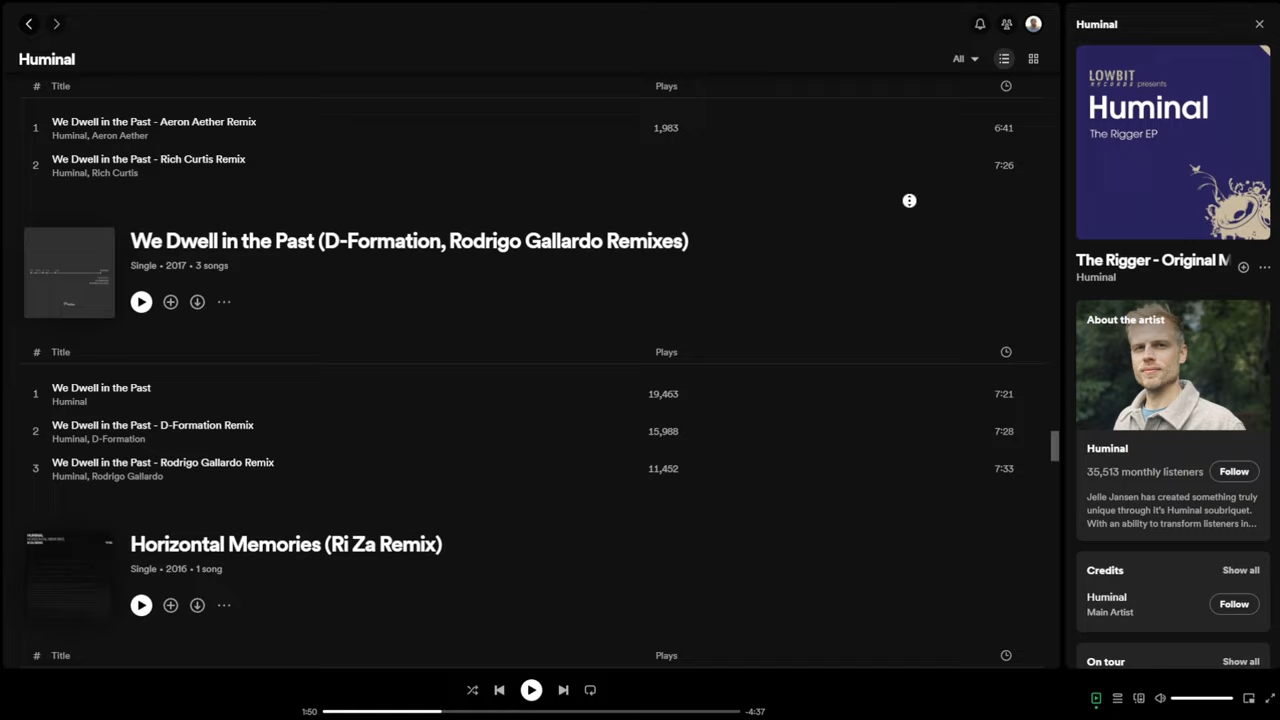 Huminal
All
# Title Plays
1 We Dwell in the Past - Aeron Aether Remix 1,983 6:41
Huminal, Aeron Aether
2 We Dwell in the Past - Rich Curtis Remix 7:26
Huminal, Rich Curtis
We Dwell in the Past (D-Formation, Rodrigo Gallardo Remixes)
Single • 2017 • 3 songs
# Title Plays
1 We Dwell in the Past 19,463 7:21
Huminal
2 We Dwell in the Past - D-Formation Remix 15,988 7:28
Huminal, D-Formation
3 We Dwell in the Past - Rodrigo Gallardo Remix 11,452 7:33
Huminal, Rodrigo Gallardo
Horizontal Memories (Ri Za Remix)
Single • 2016 • 1 song
# Title Plays
1:50 -4:37
Huminal
LOWBIT
RECORDS presents
Huminal
The Rigger EP
The Rigger - Original M
Huminal
About the artist
Huminal
35,513 monthly listeners Follow
Jelle Jansen has created something truly
unique through it's Huminal soubriquet.
With an ability to transform listeners in...
Credits Show all
Huminal
Main Artist Follow
On tour Show all